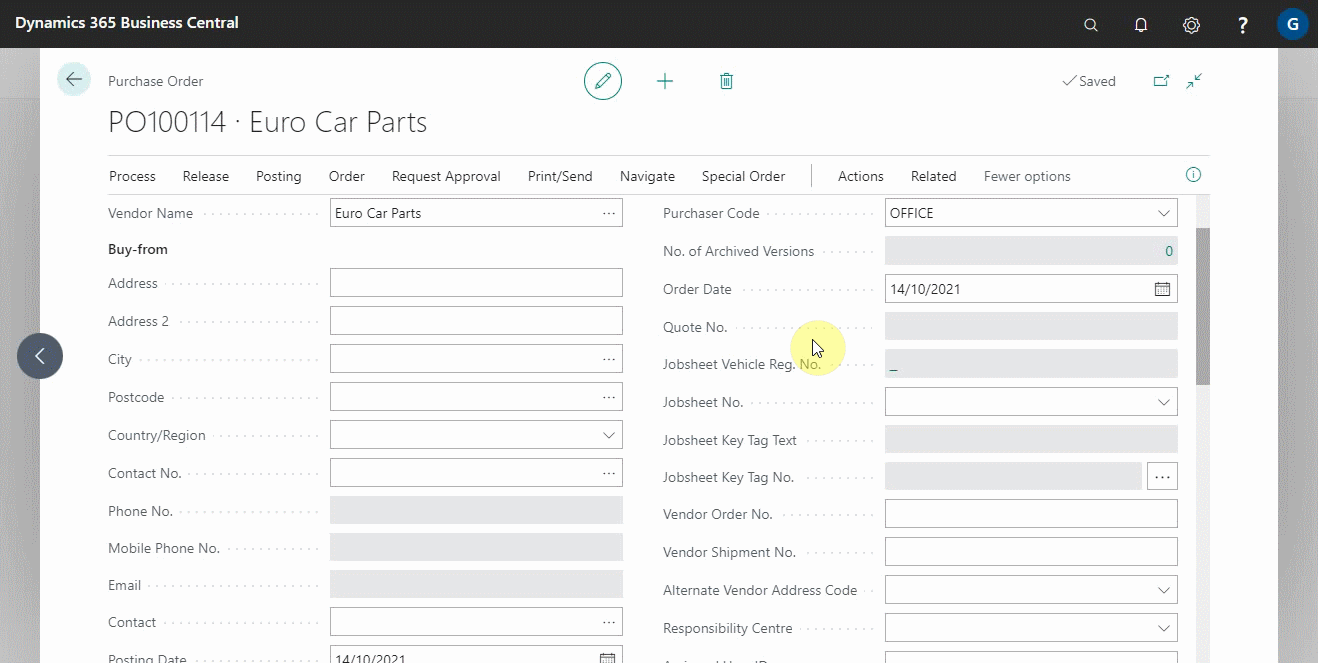 Dynamics 365 Business Central
? G
Purchase Order
Saved
PO100114 · Euro Car Parts
Process Release Posting Order Request Approval Print/Send Navigate Special Order Actions Related Fewer options
Vendor Name Euro Car Parts ...
Buy-from
Address
Address 2
City ...
Postcode ...
Country/Region
Contact No. ...
Phone No.
Mobile Phone No.
Email
Contact ...
Posting Date 14/10/2021
Purchaser Code OFFICE
No. of Archived Versions 0
Order Date 14/10/2021
Quote No.
Jobsheet Vehicle Reg. No. _
Jobsheet No.
Jobsheet Key Tag Text
Jobsheet Key Tag No. ...
Vendor Order No.
Vendor Shipment No.
Alternate Vendor Address Code
Responsibility Centre